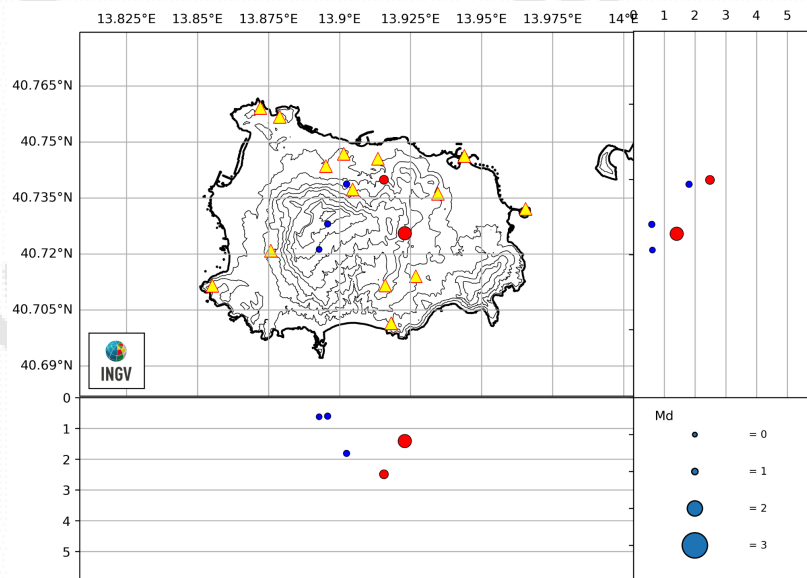 13.825°E 13.85°E 13.875°E 13.9°E 13.925°E 13.95°E 13.975°E 14°E
0 1 2 3 4 5
40.765°N
40.75°N
40.735°N
40.72°N
40.705°N
40.69°N
INGV
0
1
2
3
4
5
Md
= 0
= 1
= 2
= 3